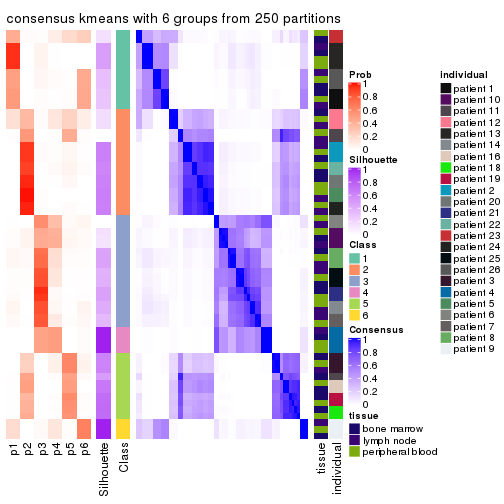 consensus kmeans with 6 groups from 250 partitions
p1
p2
p3
p4
p5
p6
Silhouette
Class
tissue
individual
Prob
1
0.8
0.6
0.4
0.2
0
Silhouette
1
0.8
0.6
0.4
0.2
0
Class
1
2
3
4
5
6
Consensus
1
0.8
0.6
0.4
0.2
0
tissue
bone marrow
lymph node
peripheral blood
individual
patient 1
patient 10
patient 11
patient 12
patient 13
patient 14
patient 16
patient 18
patient 19
patient 2
patient 20
patient 21
patient 22
patient 23
patient 24
patient 25
patient 26
patient 3
patient 4
patient 5
patient 6
patient 7
patient 8
patient 9